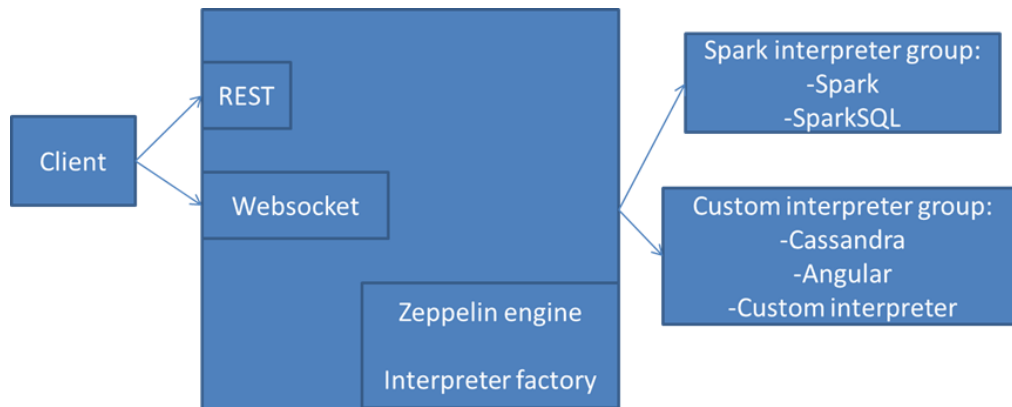 Client
REST
Websocket
Zeppelin engine
Interpreter factory
Spark interpreter group:
-Spark
-SparkSQL
Custom interpreter group:
-Cassandra
-Angular
-Custom interpreter